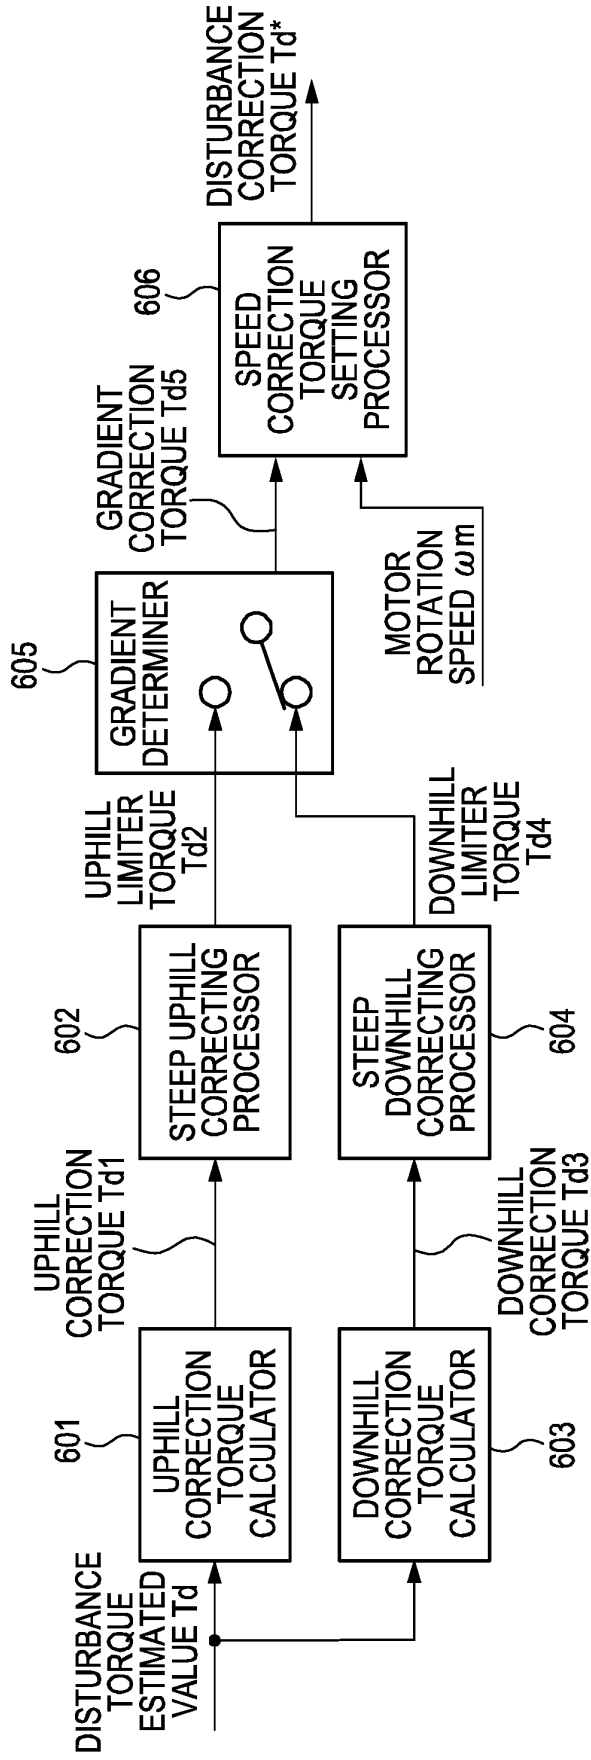 DISTURBANCE
TORQUE
ESTIMATED
VALUE Td
601
UPHILL
CORRECTION
TORQUE
CALCULATOR
UPHILL
CORRECTION
TORQUE Td1
602
STEEP UPHILL
CORRECTING
PROCESSOR
UPHILL
LIMITER
TORQUE
Td2
DOWNHILL
CORRECTION
TORQUE
CALCULATOR
603
DOWNHILL
CORRECTION
TORQUE Td3
STEEP
DOWNHILL
CORRECTING
PROCESSOR
604
DOWNHILL
LIMITER
TORQUE
Td4
605
GRADIENT
DETERMINER
GRADIENT
CORRECTION
TORQUE Td5
MOTOR
ROTATION
SPEED ωm
606
SPEED
CORRECTION
TORQUE
SETTING
PROCESSOR
DISTURBANCE
CORRECTION
TORQUE Td*